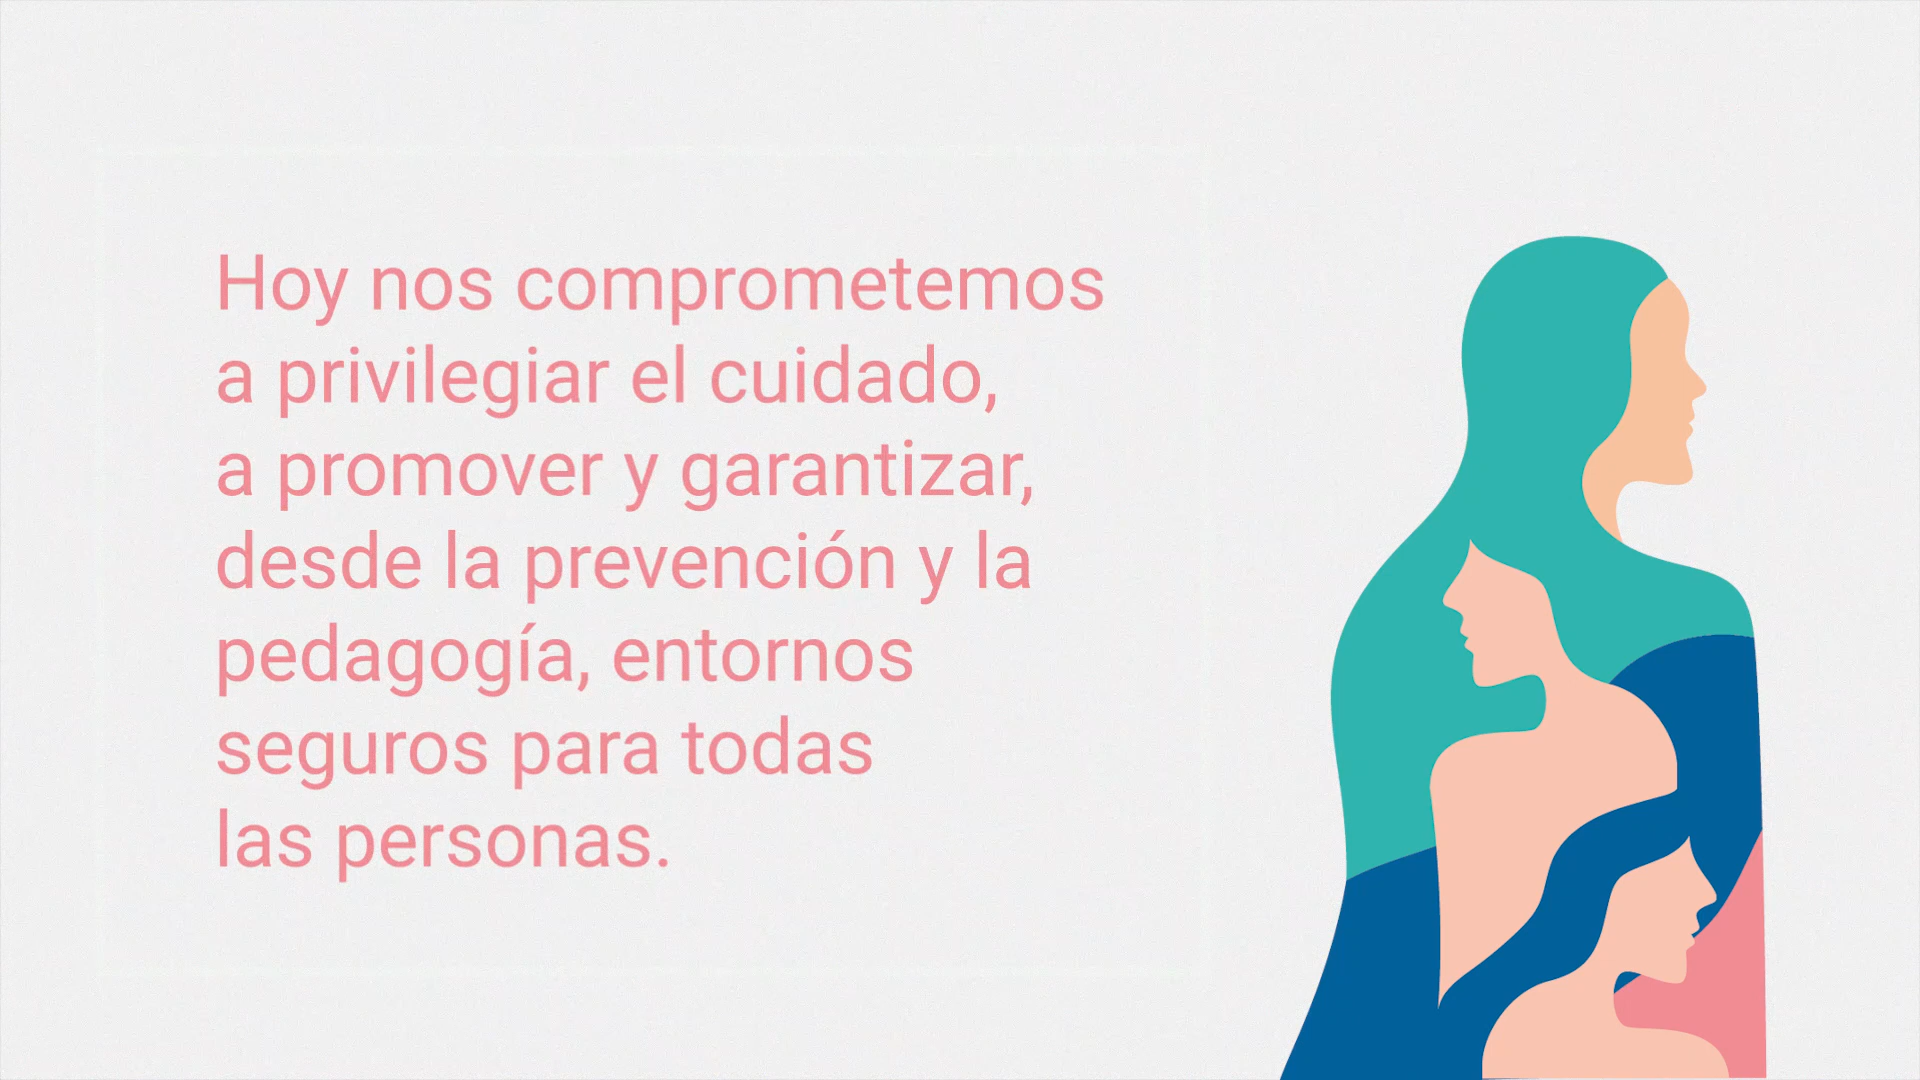 Hoy nos comprometemos
a privilegiar el cuidado,
a promover y garantizar,
desde la prevención y la
pedagogía, entornos
seguros para todas
las personas.